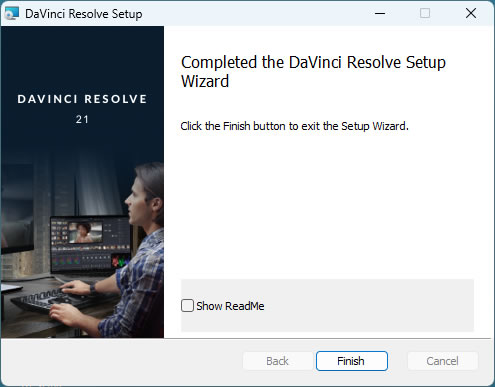 DaVinci Resolve Setup
DAVINCI RESOLVE
21
Completed the DaVinci Resolve Setup
Wizard
Click the Finish button to exit the Setup Wizard.
Show ReadMe
Back
Finish
Cancel